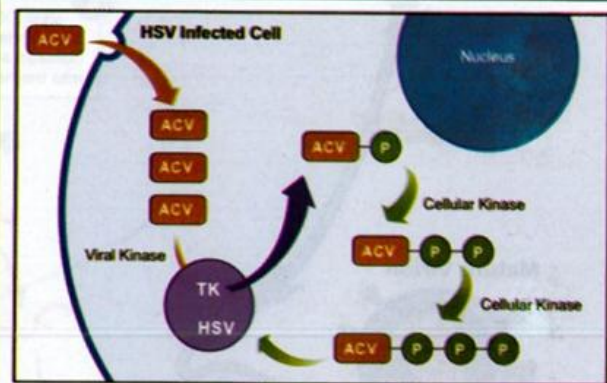 ACV
HSV Infected Cell
Nucleus
ACV
ACV
ACV
ACV P
Cellular Kinase
Viral Kinase
ACV P P
TK
HSV
Cellular Kinase
ACV P P P